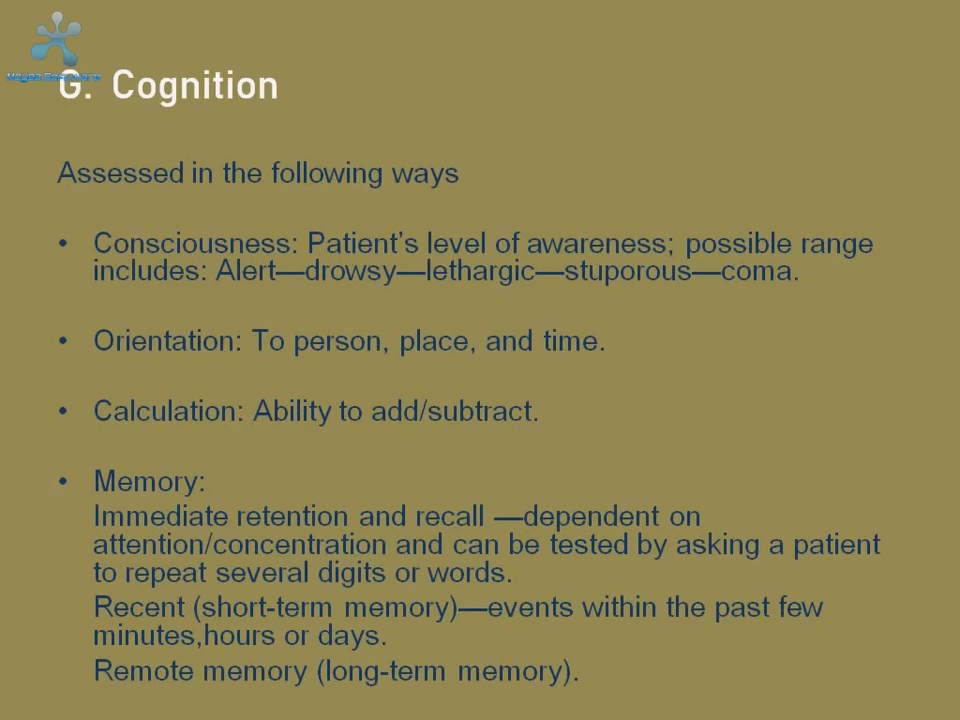 G. Cognition
Assessed in the following ways
• Consciousness: Patient’s level of awareness; possible range
includes: Alert—drowsy—lethargic—stuporous—coma.
• Orientation: To person, place, and time.
• Calculation: Ability to add/subtract.
• Memory:
Immediate retention and recall —dependent on
attention/concentration and can be tested by asking a patient
to repeat several digits or words.
Recent (short-term memory)—events within the past few
minutes,hours or days.
Remote memory (long-term memory).